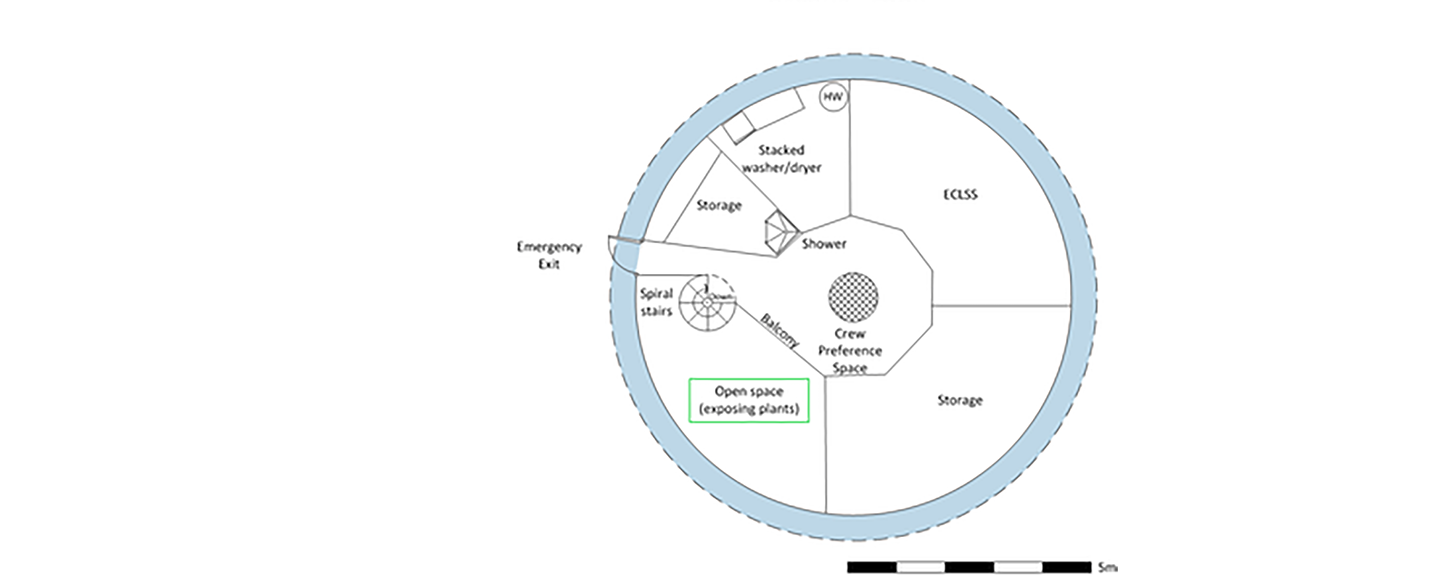 HW
Stacked
washer/dryer
ECLSS
Storage
Shower
Emergency
Exit
Spiral
stairs
Down
Balcony
Crew
Preference
Space
Open space
(exposing plants)
Storage
5m